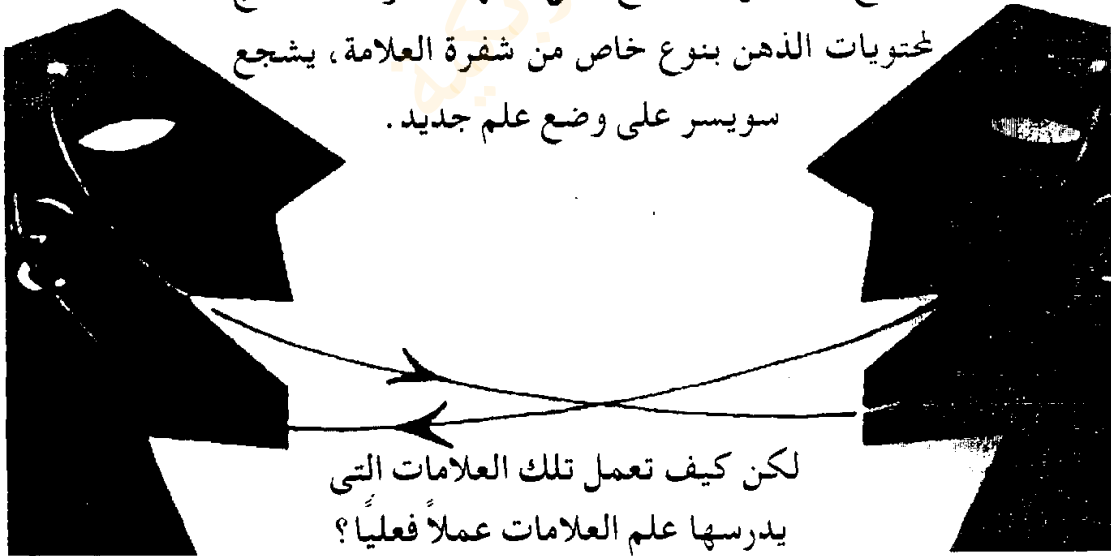 لمحتويات الذهن بنوع خاص من شفرة العلامة، يشجع
سويسر على وضع علم جديد.
لكن كيف تعمل تلك العلامات التى
يدرسها علم العلامات عملاً فعليًا؟